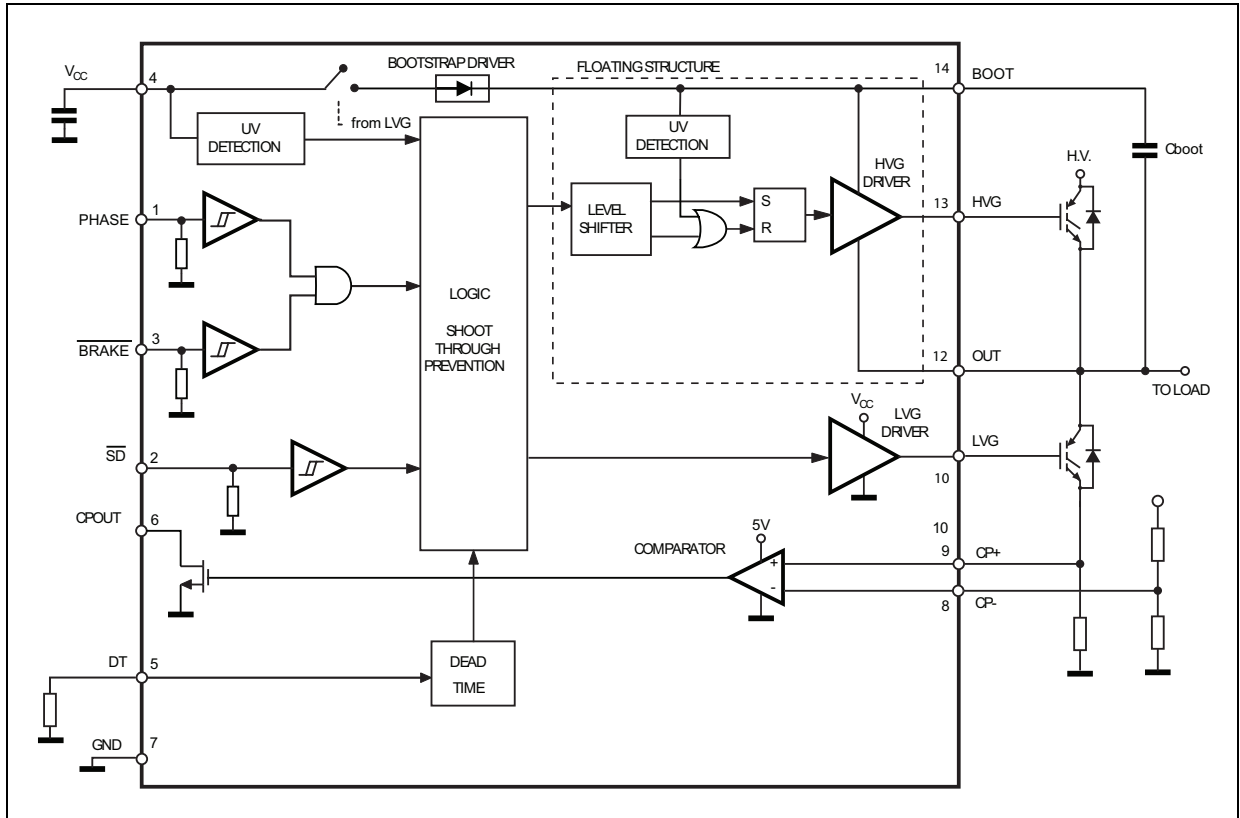 BOOTSTRAP DRIVER
FLOATING STRUCTURE
VCC
4
14
BOOT
from LVG
UV
DETECTION
UV
DETECTION
HVG
DRIVER
H.V.
Cboot
PHASE
1
LEVEL
SHIFTER
S
R
13
HVG
LOGIC
SHOOT
THROUGH
PREVENTION
BRAKE
3
12
OUT
TO LOAD
VCC
LVG
DRIVER
LVG
SD
2
10
CPOUT
6
5V
10
COMPARATOR
+
-
9
CP+
8
CP-
DT
5
DEAD
TIME
GND
7